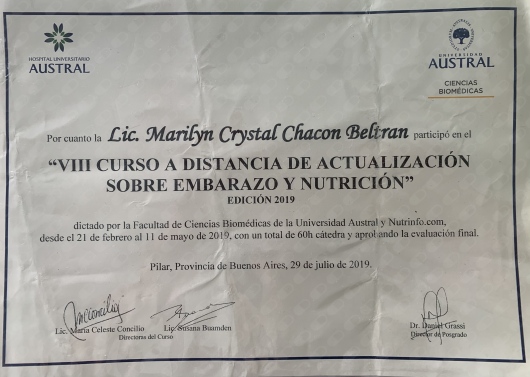 HOSPITAL UNIVERSITARIO
AUSTRAL
UNIVERSIDAD
AUSTRAL
CIENCIAS
BIOMÉDICAS
Por cuanto la Lic. Marilyn Crystal Chacon Beltran participó en el
“VIII CURSO A DISTANCIA DE ACTUALIZACIÓN
SOBRE EMBARAZO Y NUTRICIÓN”
EDICIÓN 2019
dictado por la Facultad de Ciencias Biomédicas de la Universidad Austral y Nutrinfo.com,
desde el 21 de febrero al 11 de mayo de 2019, con un total de 60h cátedra y aprobando la evaluación final.
Pilar, Provincia de Buenos Aires, 29 de julio de 2019.
Lic. María Celeste Concilio Lic. Susana Buamden
Directoras del Curso
Dr. Daniel Grassi
Director de Posgrado